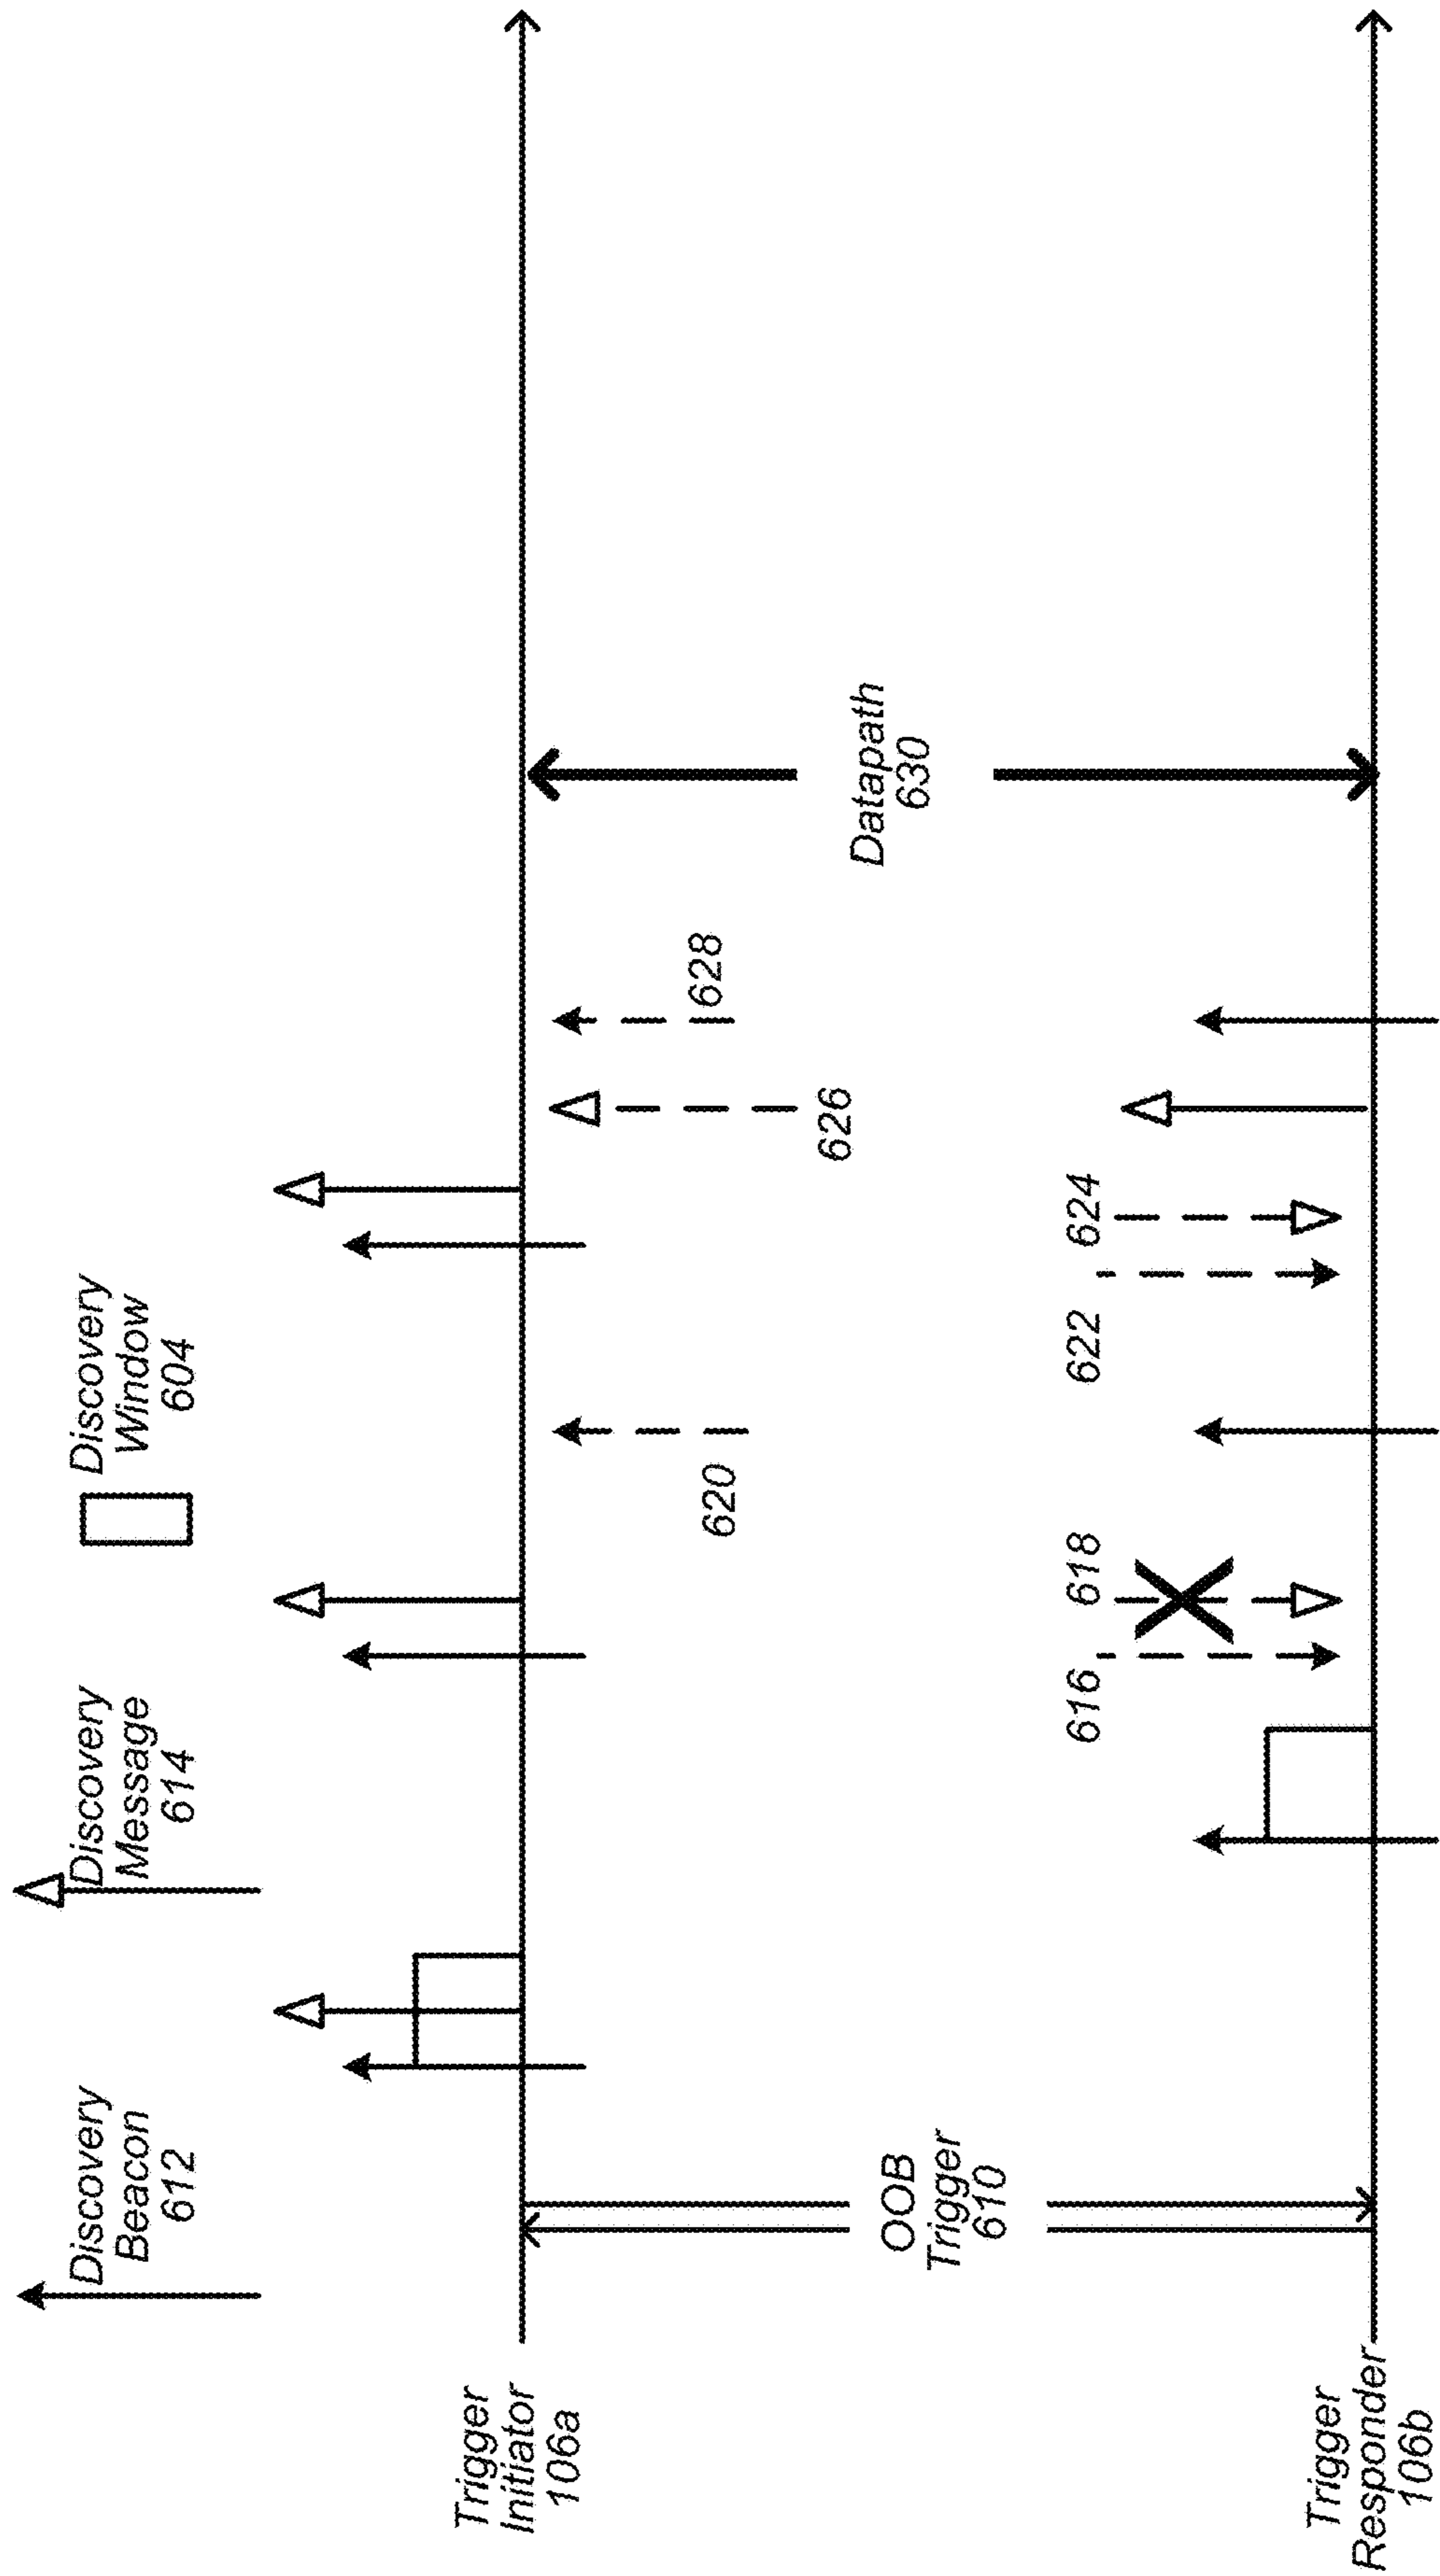 Discovery
Beacon
612
Discovery
Message
614
Discovery
Window
604
Trigger
Initiator
106a
OOB
Trigger
610
620
626
628
Datapath
630
616
618
622
624
Trigger
Responder
106b